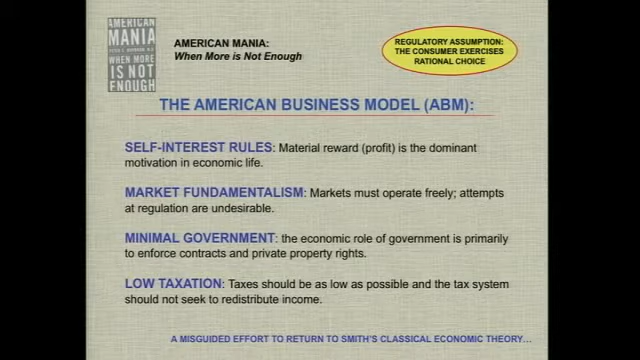 AMERICAN
MANIA
WHEN MORE
IS NOT
ENOUGH
AMERICAN MANIA:
When More is Not Enough
REGULATORY ASSUMPTION:
THE CONSUMER EXERCISES
RATIONAL CHOICE
THE AMERICAN BUSINESS MODEL (ABM):
SELF-INTEREST RULES: Material reward (profit) is the dominant
motivation in economic life.
MARKET FUNDAMENTALISM: Markets must operate freely; attempts
at regulation are undesirable.
MINIMAL GOVERNMENT: the economic role of government is primarily
to enforce contracts and private property rights.
LOW TAXATION: Taxes should be as low as possible and the tax system
should not seek to redistribute income.
A MISGUIDED EFFORT TO RETURN TO SMITH'S CLASSICAL ECONOMIC THEORY…